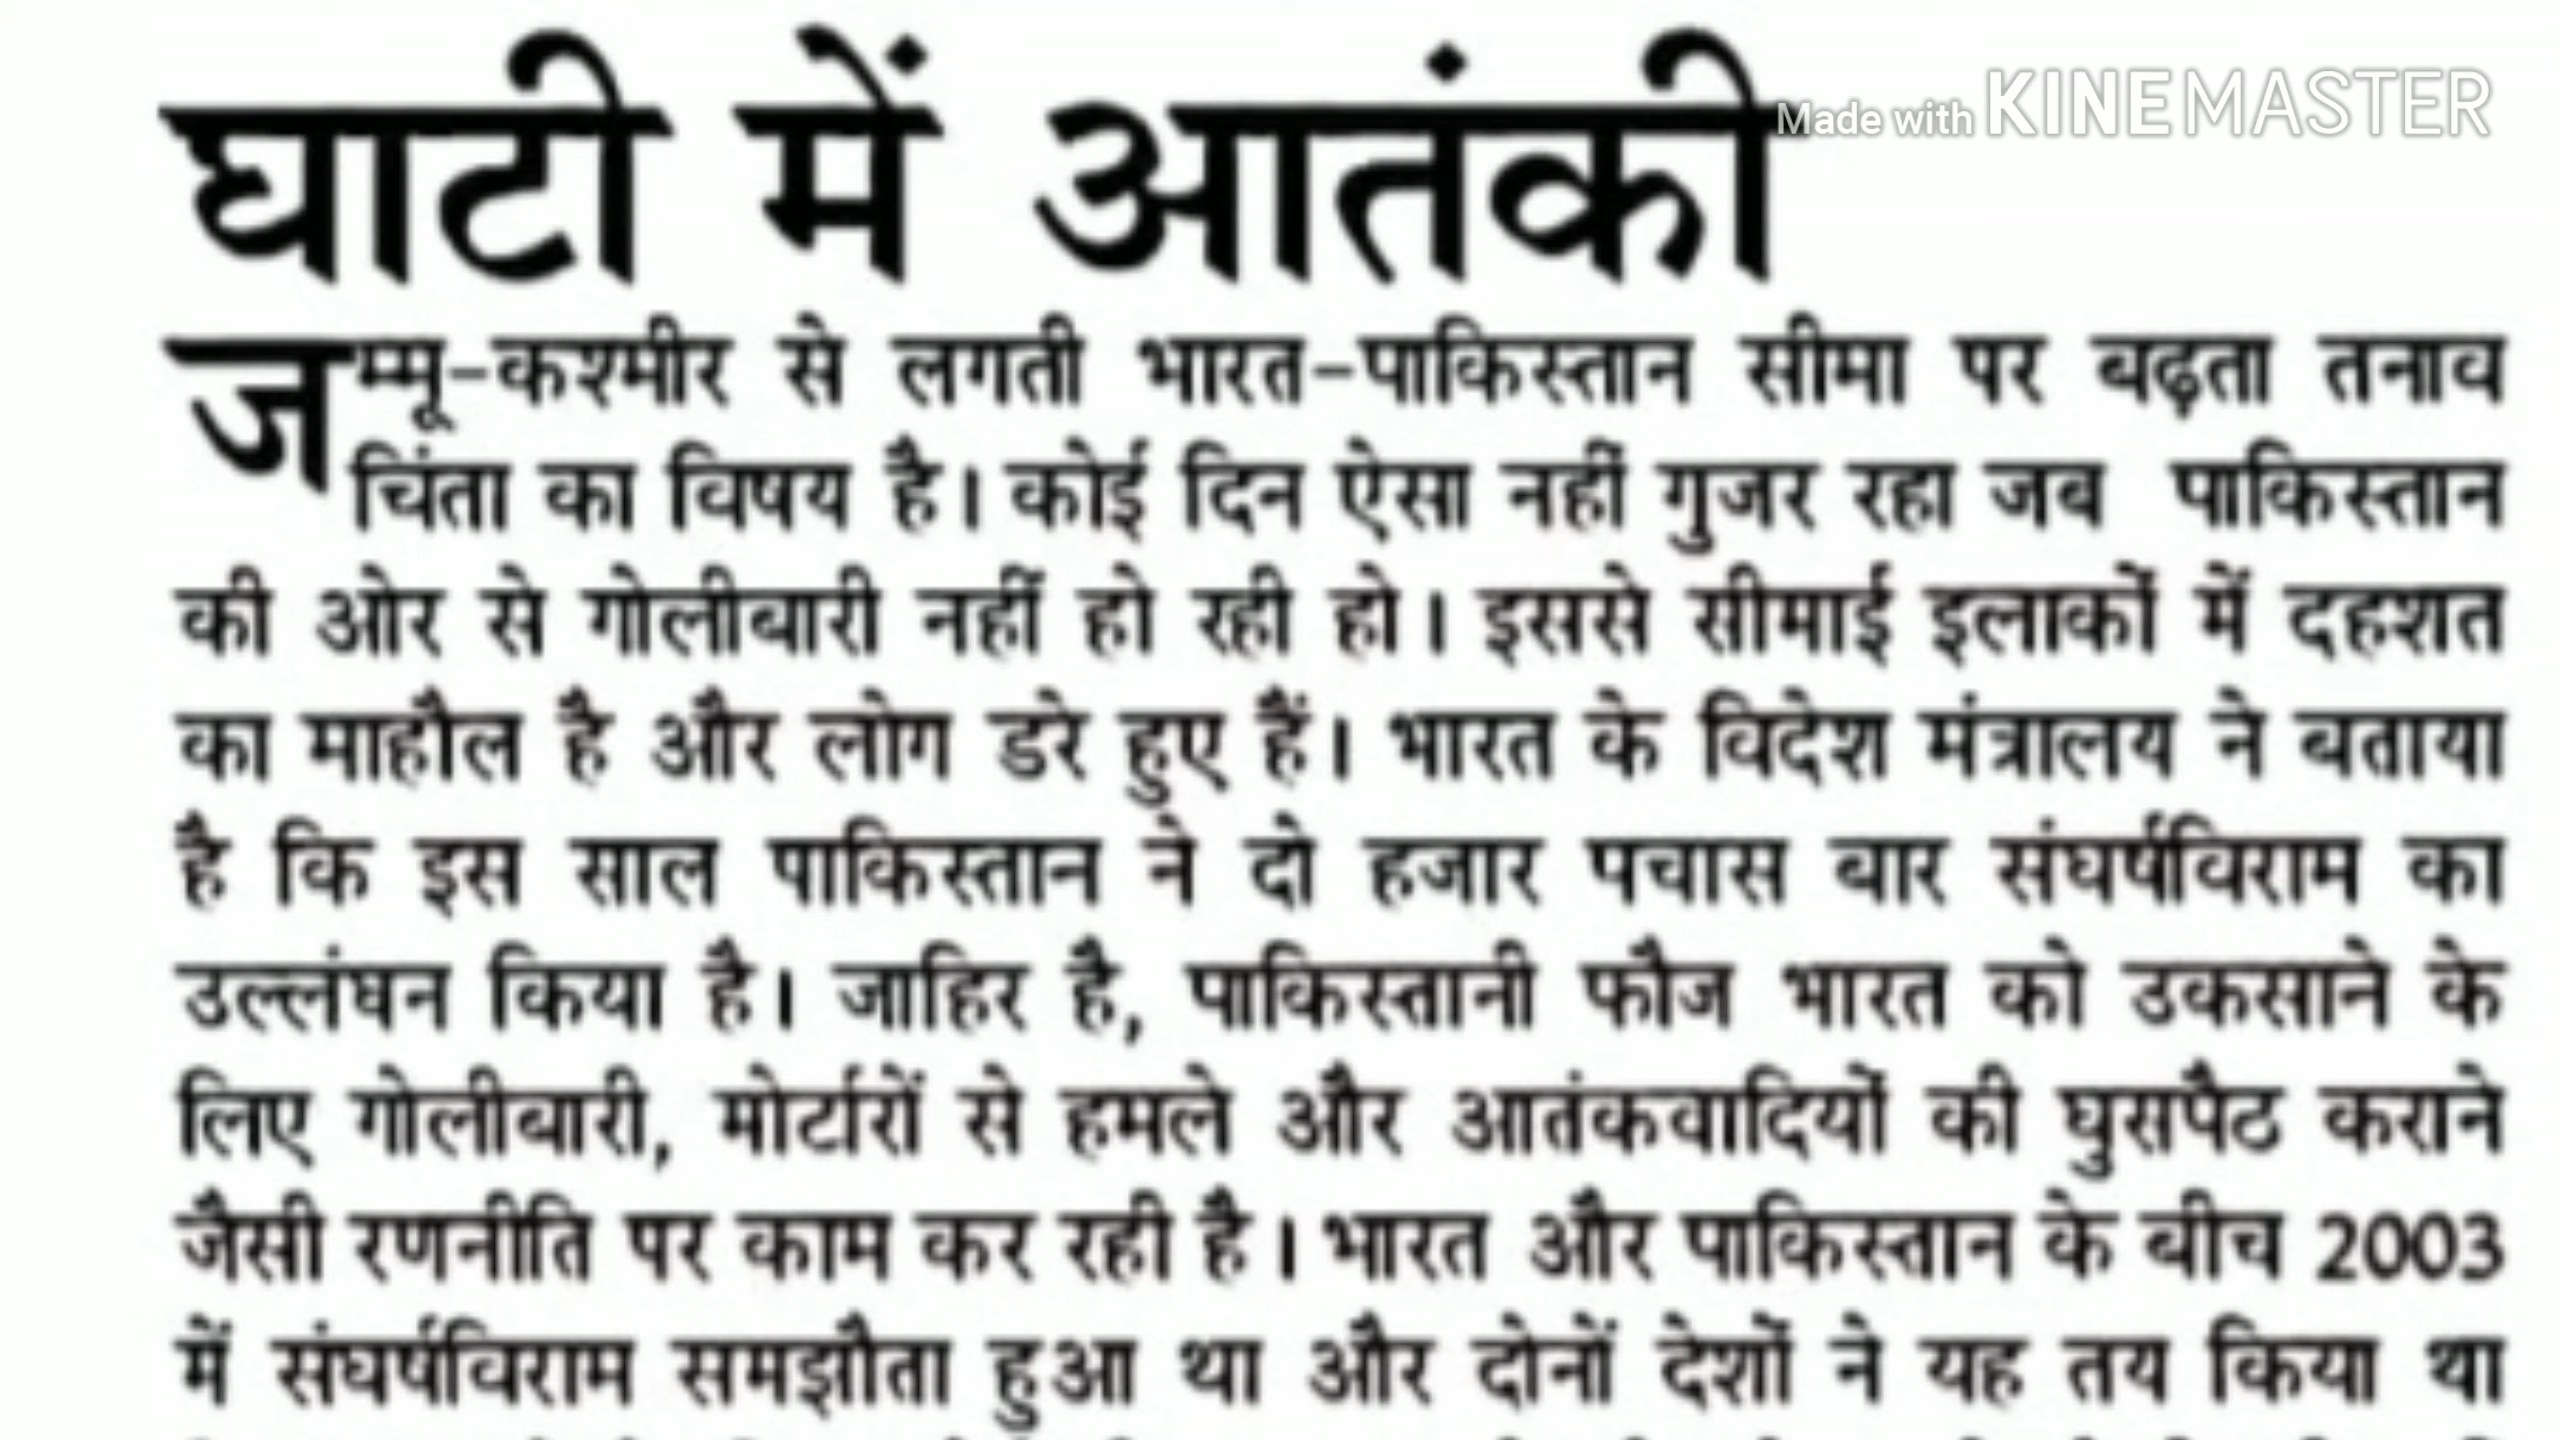 घाटी में आतंकी
Made with KINEMASTER
जम्मू-कश्मीर से लगती भारत-पाकिस्तान सीमा पर बढ़ता तनाव
चिंता का विषय है। कोई दिन ऐसा नहीं गुजर रहा जब पाकिस्तान
की ओर से गोलीबारी नहीं हो रही हो। इससे सीमाई इलाकों में दहशत
का माहौल है और लोग डरे हुए हैं। भारत के विदेश मंत्रालय ने बताया
है कि इस साल पाकिस्तान ने दो हजार पचास बार संघर्षविराम का
उल्लंघन किया है। जाहिर है, पाकिस्तानी फौज भारत को उकसाने के
लिए गोलीबारी, मोर्टारों से हमले और आतंकवादियों की घुसपैठ कराने
जैसी रणनीति पर काम कर रही है। भारत और पाकिस्तान के बीच 2003
में संघर्षविराम समझौता हुआ था और दोनों देशों ने यह तय किया था